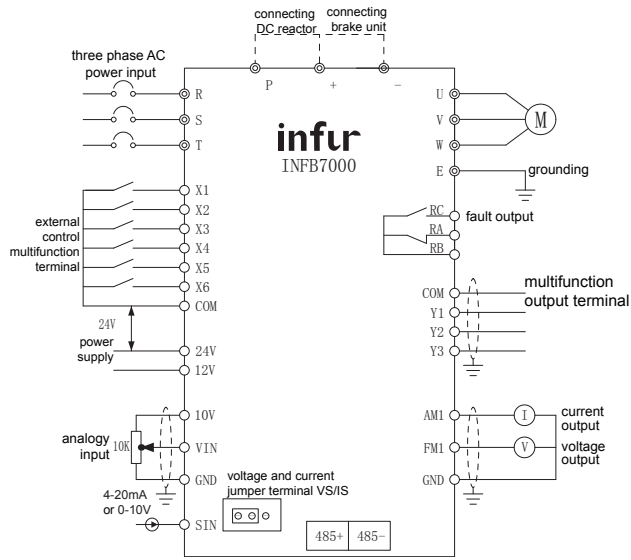 connecting connecting
DC reactor brake unit
three phase AC
power input
P + -
R
S
T
U
V
W
M
infır
INFB7000
E
grounding
X1
X2
X3
X4
X5
X6
COM
external
control
multifunction
terminal
RC
RA
RB
fault output
24V
power
supply
24V
12V
COM
Y1
Y2
Y3
multifunction
output terminal
10V
VIN
GND
analogy
input
10K
AM1
FM1
GND
I
V
current
output
voltage
output
4-20mA
or 0-10V
SIN
voltage and current
jumper terminal VS/IS
485+ 485-